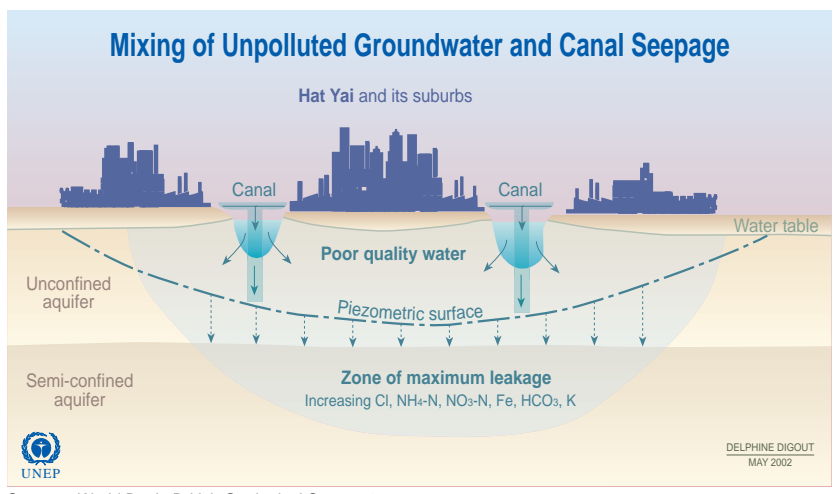 Mixing of Unpolluted Groundwater and Canal Seepage
Hat Yai and its suburbs
Canal
Canal
Water table
Poor quality water
Unconfined
aquifer
Piezometric surface
Zone of maximum leakage
Semi-confined
aquifer
Increasing Cl, NH4-N, NO3-N, Fe, HCO3, K
UNEP
DELPHINE DIGOUT
MAY 2002